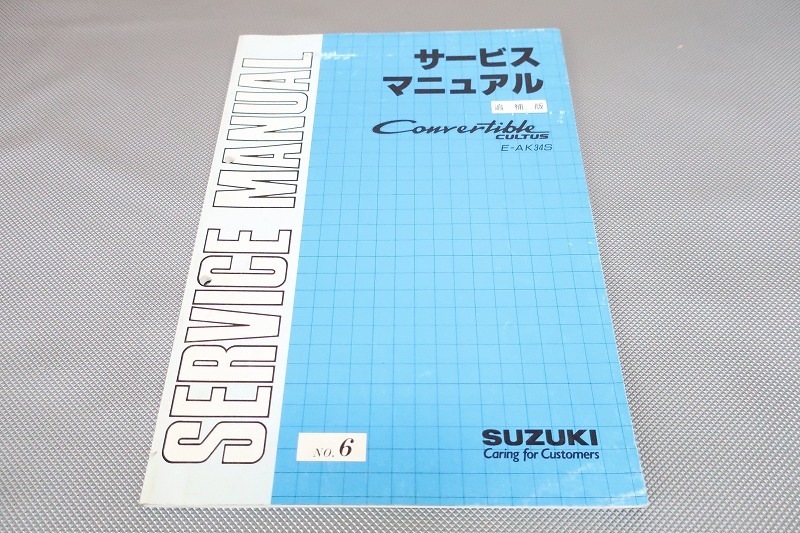 サービス
マニュアル
追補版
Convertible
CULTUS
E-AK34S
SERVICE MANUAL
NO. 6
SUZUKI
Caring for Customers